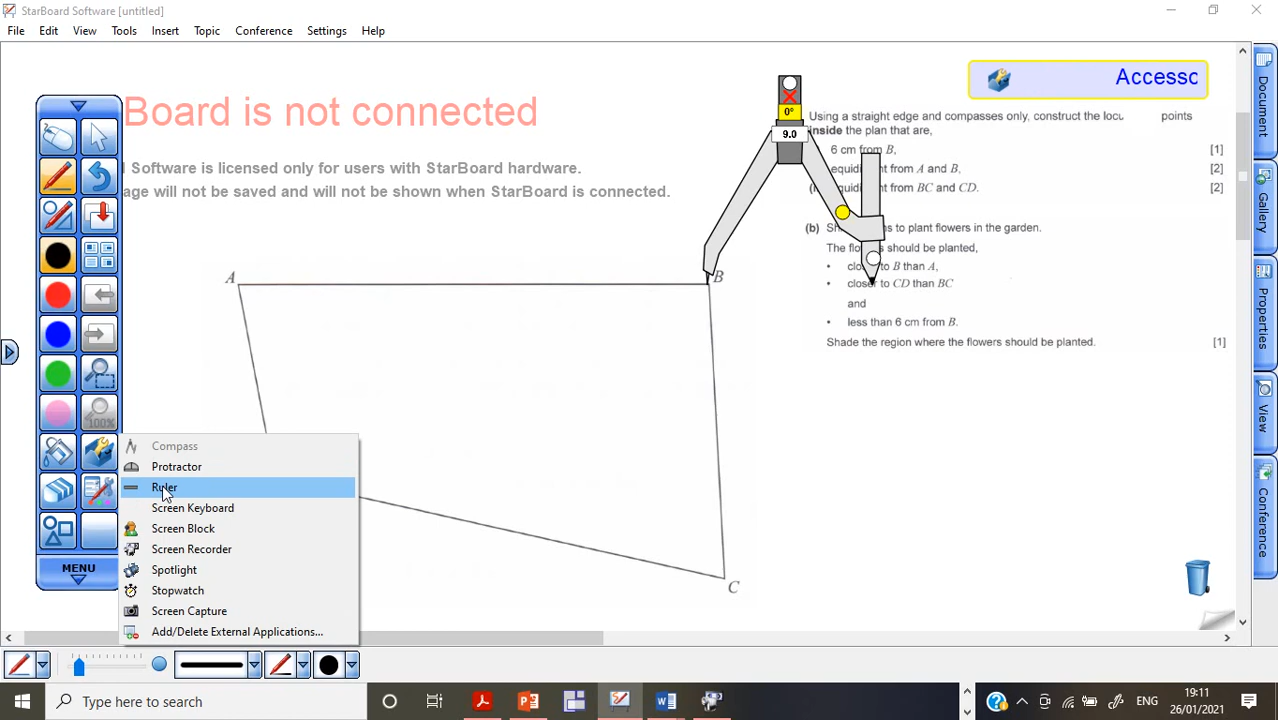 StarBoard Software [untitled]
File Edit View Tools Insert Topic Conference Settings Help
Accesso
Board is not connected
Software is licensed only for users with StarBoard hardware.
age will not be saved and will not be shown when StarBoard is connected.
0°
9.0
Using a straight edge and compasses only, construct the points
inside the plan that are,
6 cm from B, [1]
from A and B, [2]
from BC and CD. [2]
(b) to plant flowers in the garden.
The should be planted,
• to B than A,
• closer to CD than BC
and
• less than 6 cm from B.
Shade the region where the flowers should be planted. [1]
A
B
C
100%
MENU
Compass
Protractor
Ruler
Screen Keyboard
Screen Block
Screen Recorder
Spotlight
Stopwatch
Screen Capture
Add/Delete External Applications...
Document
Gallery
Properties
View
Conference
Type here to search
ENG
19:11
26/01/2021